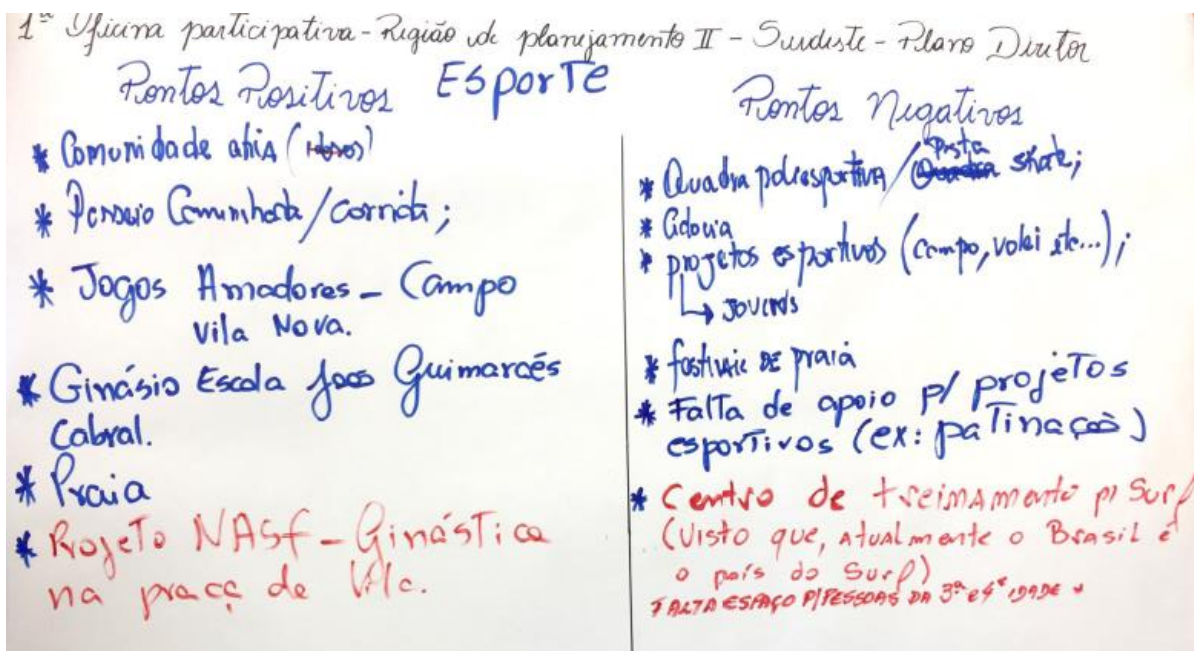 1ª Oficina participativa - Região de planejamento II - Sudeste - Plano Diretor
Esporte
Pontos Positivos
* Comunidade ativa (idosos)
* Passeio Caminhada / corrida;
* Jogos Amadores - Campo
Vila Nova.
* Ginásio Escola João Guimarães
Cabral.
* Praia
* Projeto NASF - Ginástica
na praça de Vila.
Pontos Negativos
* Quadra poliesportiva / Pista skate;
* Ciclovia
* projetos esportivos (campo, volei etc...);
↳ jovens
* festivais DE praia
* Falta de apoio p/ projetos
esportivos (ex: patinação)
* Centro de treinamento p/ Surf
(Visto que, atualmente o Brasil é
o país do Surf)
FALTA ESPAÇO P/ PESSOAS DA 3ª e 4ª IDADE